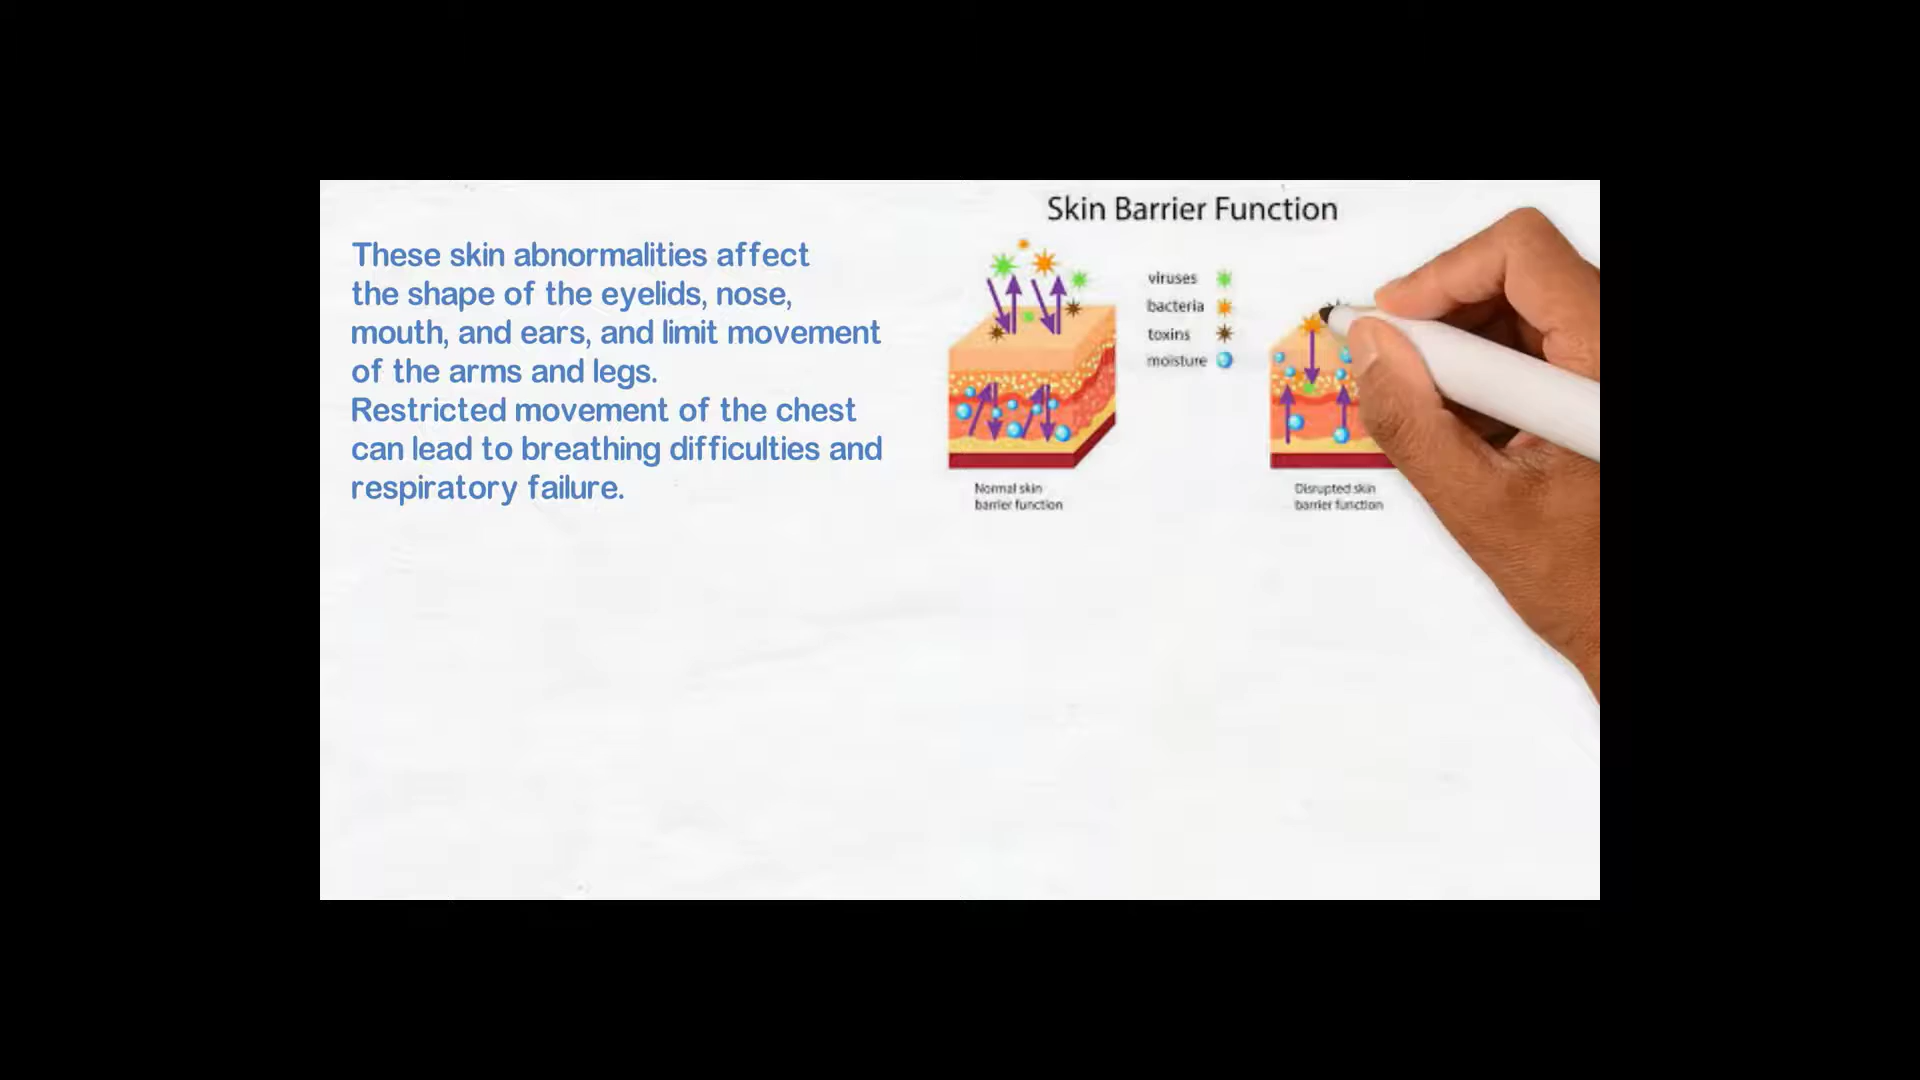 These skin abnormalities affect
the shape of the eyelids, nose,
mouth, and ears, and limit movement
of the arms and legs.
Restricted movement of the chest
can lead to breathing difficulties and
respiratory failure.
Skin Barrier Function
viruses
bacteria
toxins
moisture
Normal skin
barrier function
Disrupted skin
barrier function